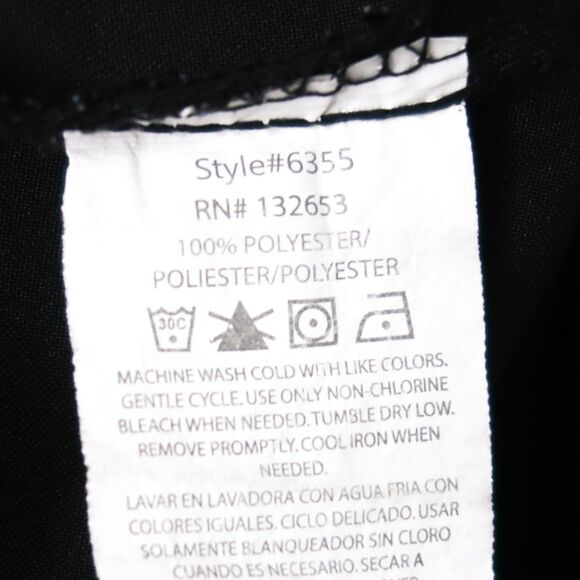 Style#6355
RN# 132653
100% POLYESTER/
POLIESTER/POLYESTER
30C
MACHINE WASH COLD WITH LIKE COLORS.
GENTLE CYCLE. USE ONLY NON-CHLORINE
BLEACH WHEN NEEDED. TUMBLE DRY LOW.
REMOVE PROMPTLY. COOL IRON WHEN
NEEDED.
LAVAR EN LAVADORA CON AGUA FRIA CON
COLORES IGUALES. CICLO DELICADO. USAR
SOLAMENTE BLANQUEADOR SIN CLORO
CUANDO ES NECESARIO. SECAR A